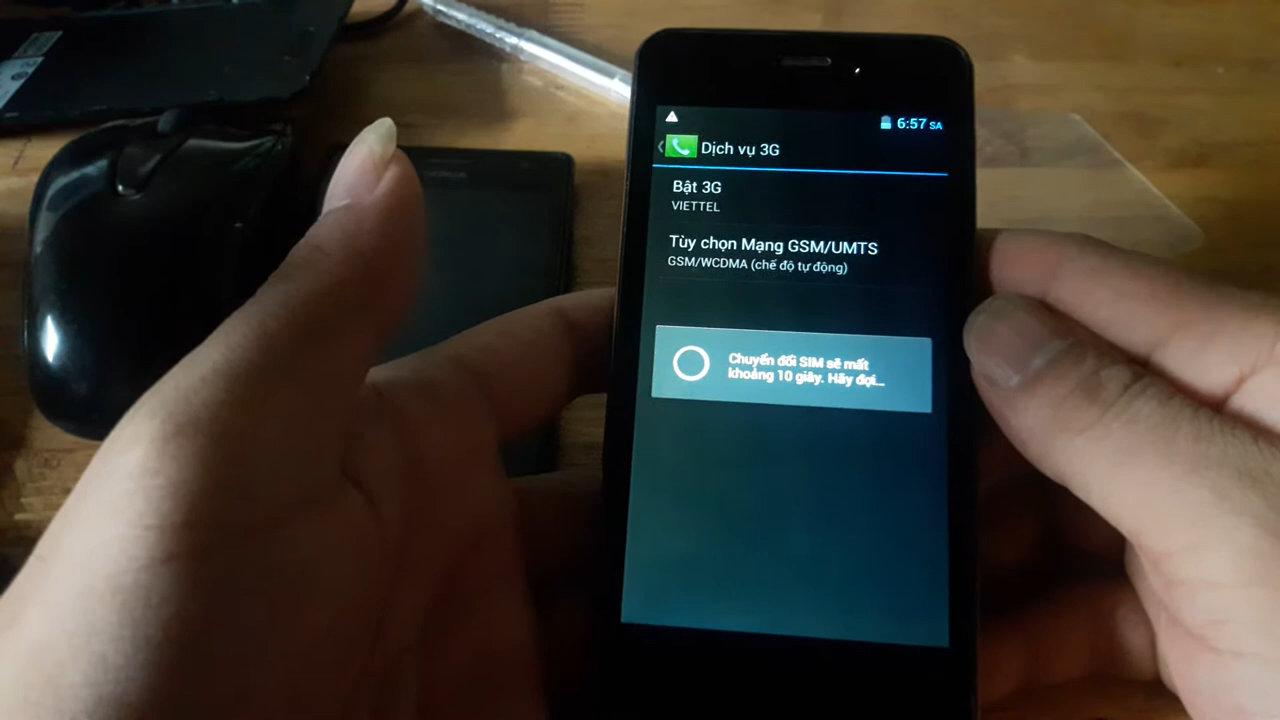 6:57 SA
Dịch vụ 3G
Bật 3G
VIETTEL
Tùy chọn Mạng GSM/UMTS
GSM/WCDMA (chế độ tự động)
Chuyển đổi SIM sẽ mất
khoảng 10 giây. Hãy đợi...
NOKIA